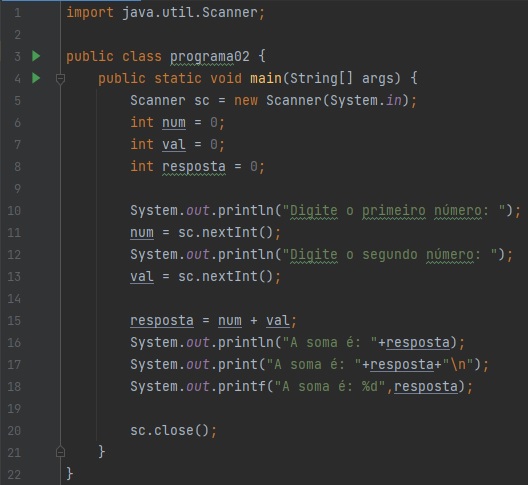 1 import java.util.Scanner;
2
3 public class programa02 {
4     public static void main(String[] args) {
5         Scanner sc = new Scanner(System.in);
6         int num = 0;
7         int val = 0;
8         int resposta = 0;
9
10         System.out.println("Digite o primeiro número: ");
11         num = sc.nextInt();
12         System.out.println("Digite o segundo número: ");
13         val = sc.nextInt();
14
15         resposta = num + val;
16         System.out.println("A soma é: "+resposta);
17         System.out.print("A soma é: "+resposta+"\n");
18         System.out.printf("A soma é: %d",resposta);
19
20         sc.close();
21     }
22 }